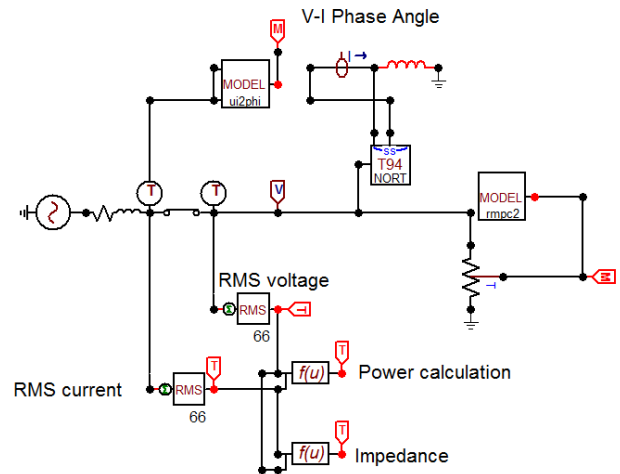 V-I Phase Angle
M
I
MODEL
ui2phi
SS
T94
NORT
MODEL
rmpc2
T
T
V
T
M
RMS voltage
RMS
T
66
RMS current
RMS
66
T
f(u)
T
Power calculation
f(u)
T
Impedance